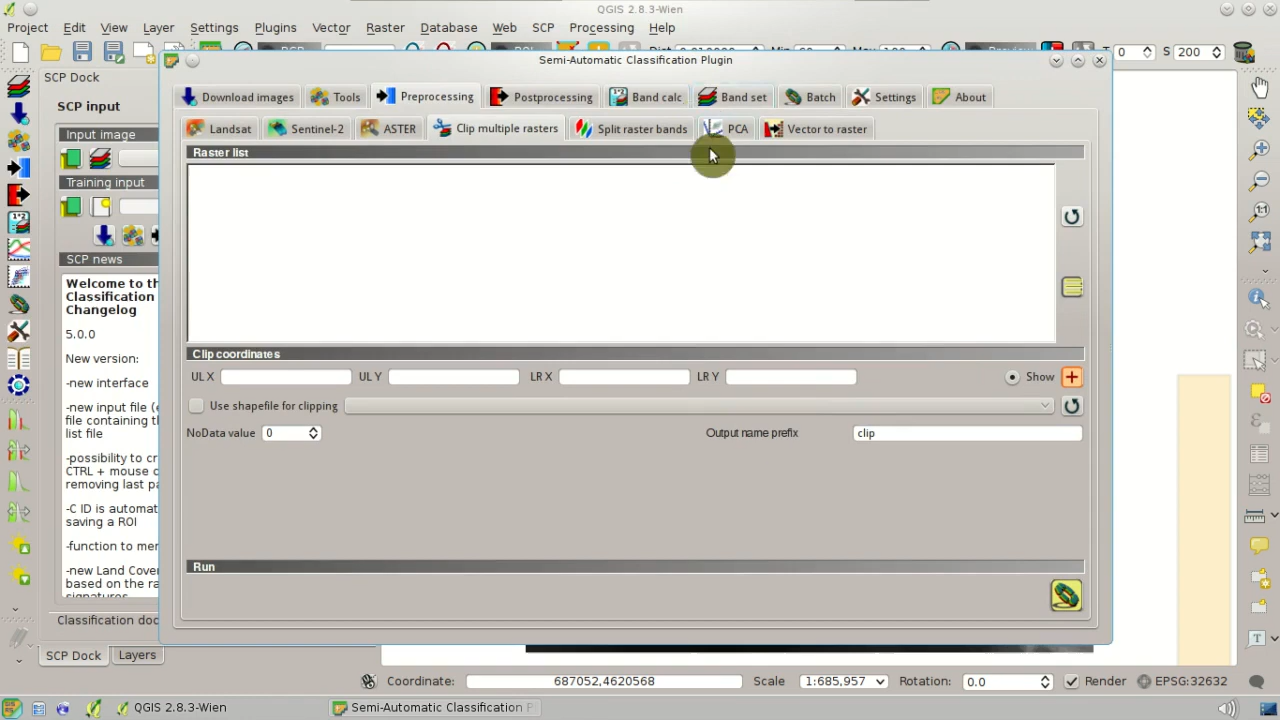 QGIS 2.8.3-Wien
Project Edit View Layer Settings Plugins Vector Raster Database Web SCP Processing Help
T 0 S 200
SCP Dock
SCP input
Input image
Training input
SCP news
Welcome to th
Classification
Changelog
5.0.0
New version:
-new interface
-new input file (e
file containing th
list file
-possibility to cr
CTRL + mouse c
removing last pa
-C ID is automat
saving a ROI
-function to mer
-new Land Cover
based on the ra
signatures
Classification doc
SCP Dock Layers
Semi-Automatic Classification Plugin
Download images Tools Preprocessing Postprocessing Band calc Band set Batch Settings About
Landsat Sentinel-2 ASTER Clip multiple rasters Split raster bands PCA Vector to raster
Raster list
Clip coordinates
UL X UL Y LR X LR Y Show
Use shapefile for clipping
NoData value 0 Output name prefix clip
Run
Coordinate: 687052,4620568 Scale 1:685,957 Rotation: 0.0 Render EPSG:32632
QGIS 2.8.3-Wien Semi-Automatic Classification P